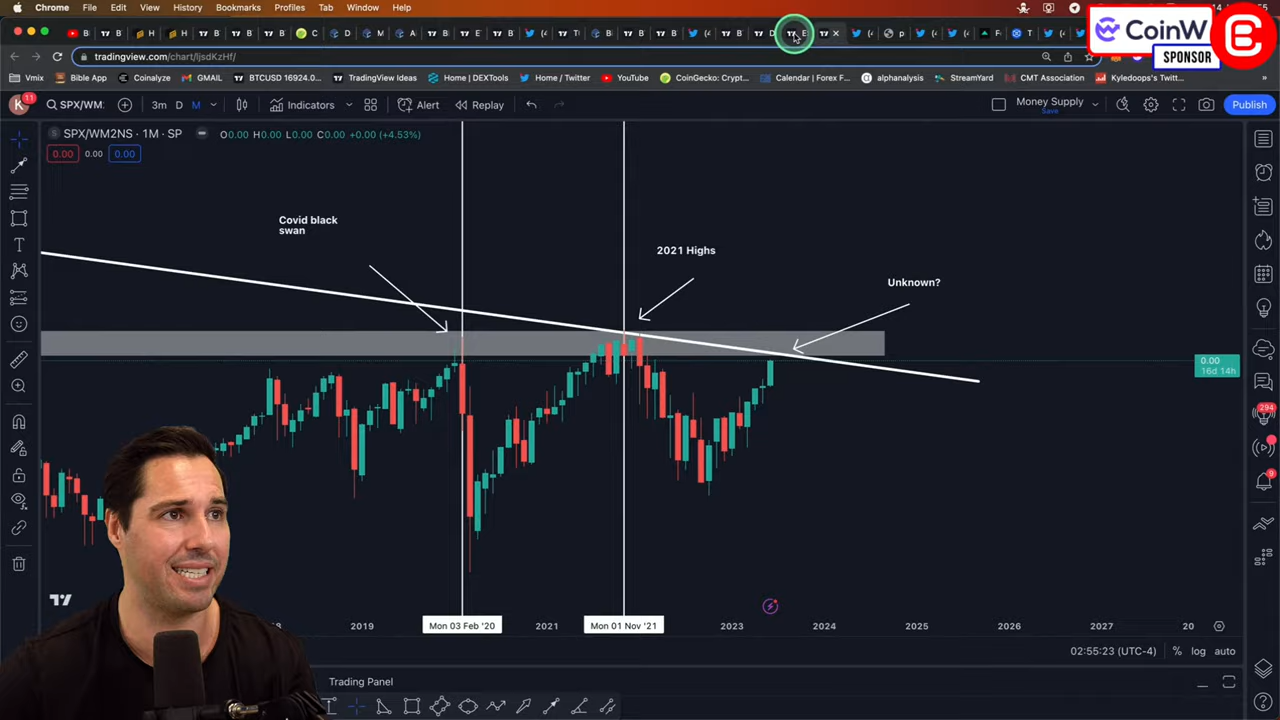 Chrome File Edit View History Bookmarks Profiles Tab Window Help
CoinW
SPONSOR
tradingview.com/chart/ljsdKzHf/
Vmix Bible App Coinalyze GMAIL BTCUSD 16924.0... TradingView Ideas Home | DEXTools Home / Twitter YouTube CoinGecko: Crypt... Calendar | Forex F... alphanalysis StreamYard CMT Association Kyledoops's Twitt... »
K 11 SPX/WM2 3m D M Indicators Alert Replay Money Supply Save Publish
SPX/WM2NS · 1M · SP O0.00 H0.00 L0.00 C0.00 +0.00 (+4.53%)
0.00 0.00 0.00
Covid black
swan
2021 Highs
Unknown?
0.00
16d 14h
294
9
2019 Mon 03 Feb '20 2021 Mon 01 Nov '21 2023 2024 2025 2026 2027 20
02:55:23 (UTC-4) % log auto
Trading Panel